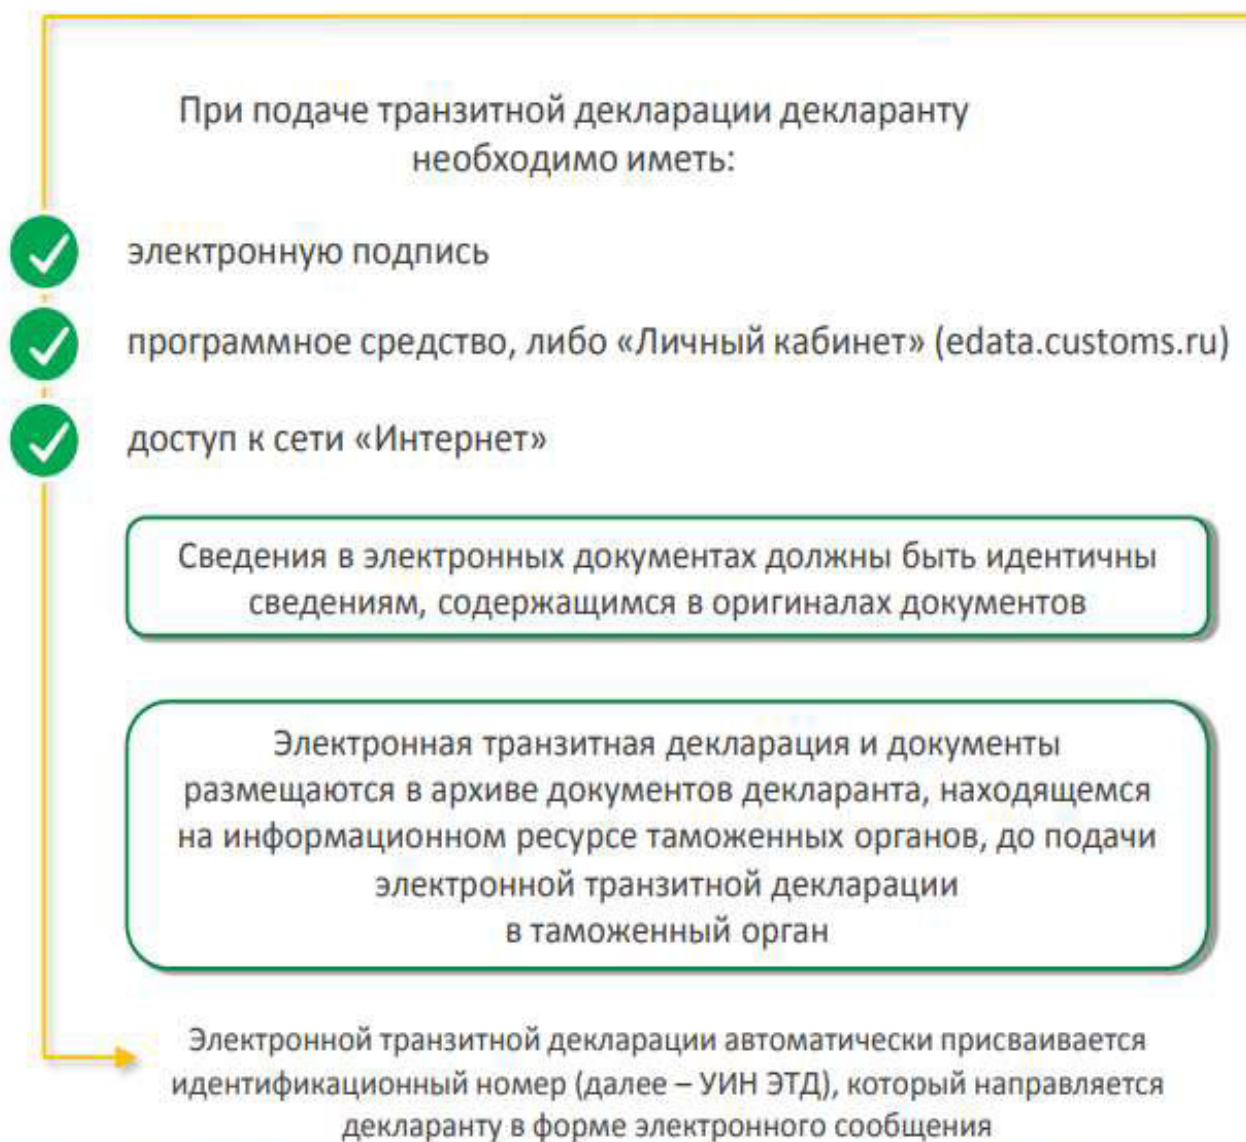 При подаче транзитной декларации декларанту
необходимо иметь:
электронную подпись
программное средство, либо «Личный кабинет» (edata.customs.ru)
доступ к сети «Интернет»
Сведения в электронных документах должны быть идентичны
сведениям, содержащимся в оригиналах документов
Электронная транзитная декларация и документы
размещаются в архиве документов декларанта, находящемся
на информационном ресурсе таможенных органов, до подачи
электронной транзитной декларации
в таможенный орган
Электронной транзитной декларации автоматически присваивается
идентификационный номер (далее – УИН ЭТД), который направляется
декларанту в форме электронного сообщения